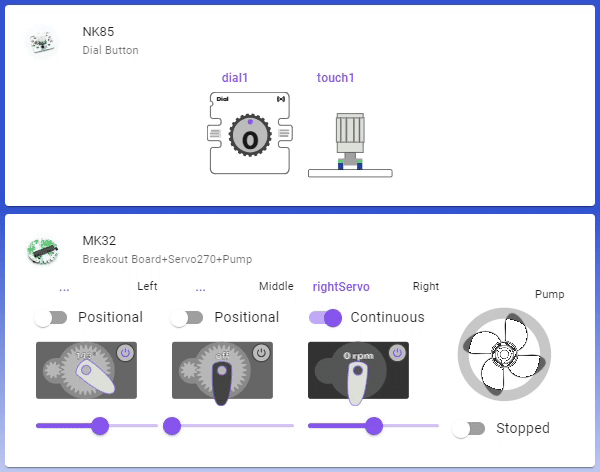 NK85
Dial Button
dial1
touch1
Dial
0
MK32
Breakout Board+Servo270+Pump
...
Left
...
Middle
rightServo
Right
Pump
Positional
Positional
Continuous
off
0 rpm
Stopped